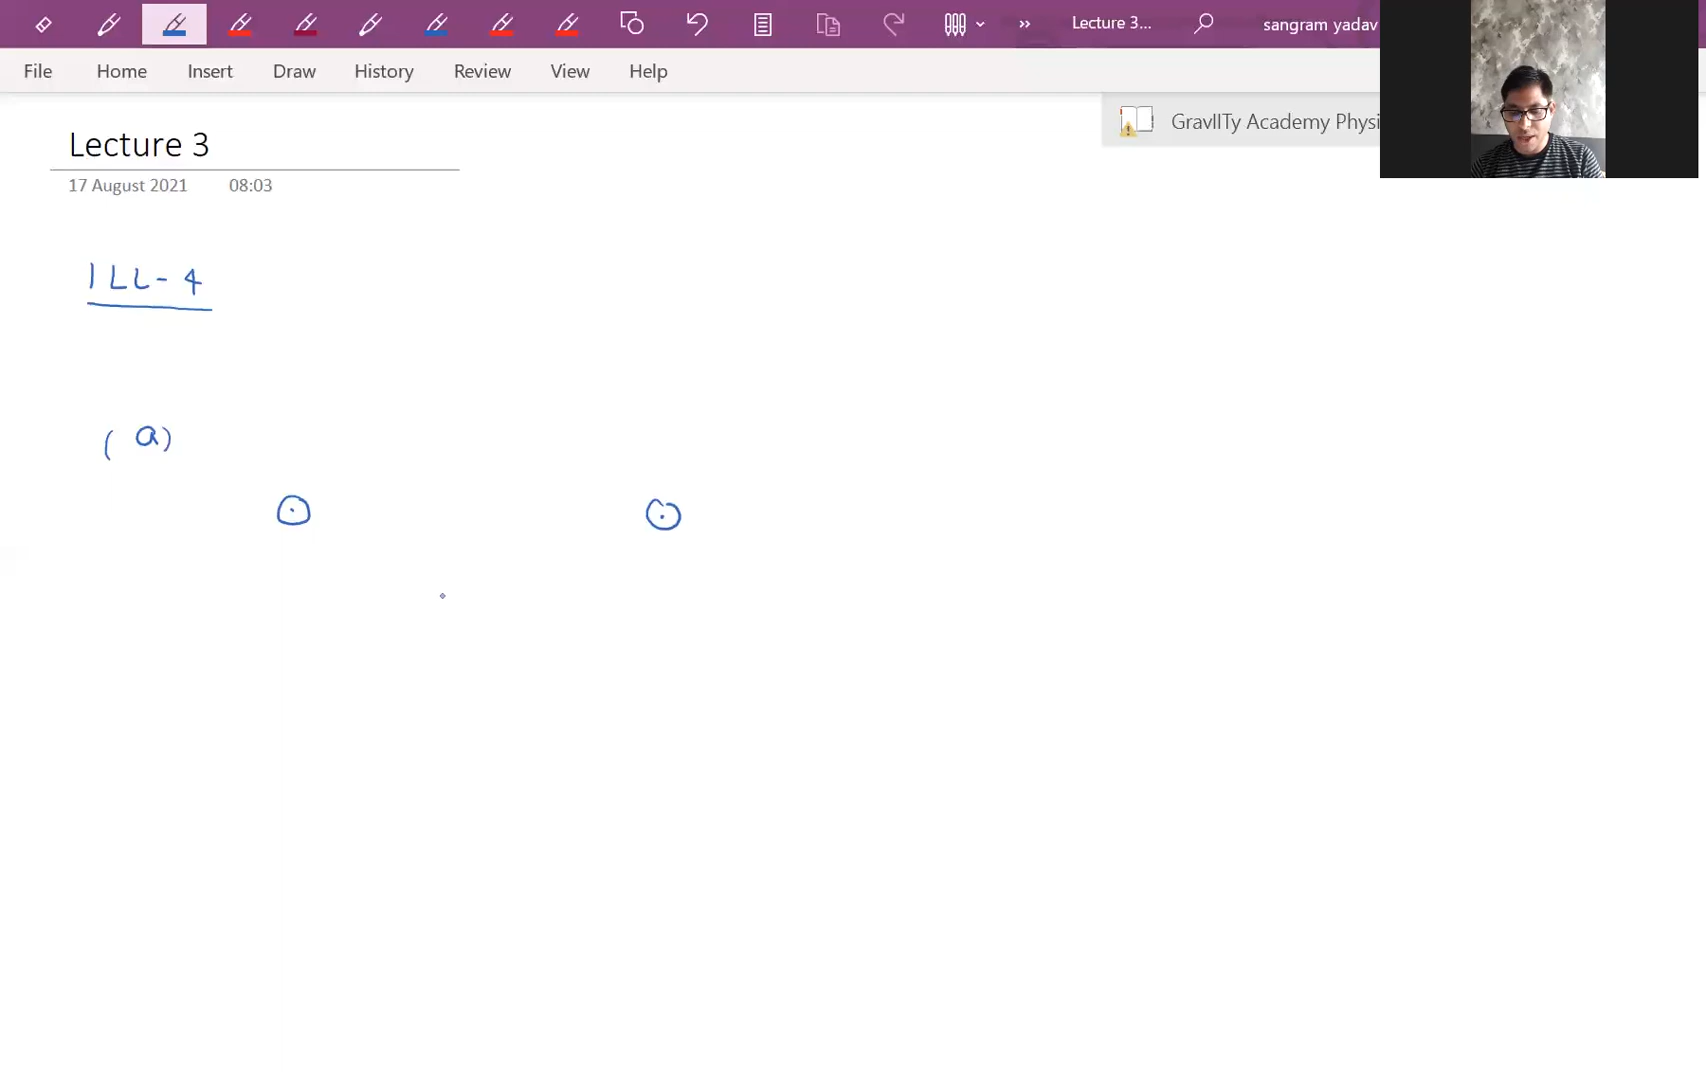 Lecture 3... sangram yadav
File Home Insert Draw History Review View Help
GravIITy Academy Physi
Lecture 3
17 August 2021 08:03
ILL-4
(a)